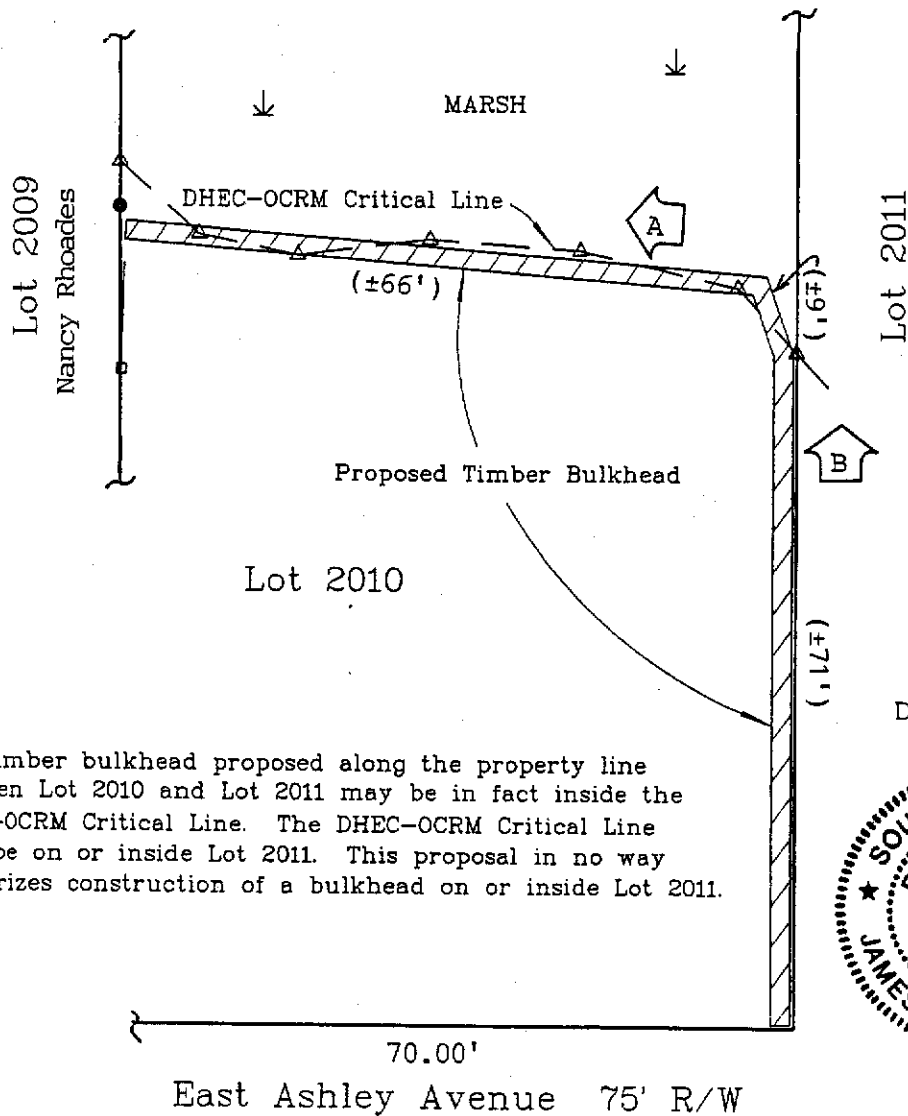 MARSH
DHEC-OCRM Critical Line
A
Lot 2009
Nancy Rhoades
Lot 2011
(±66')
(±9')
B
Proposed Timber Bulkhead
Lot 2010
(±71')
D
imber bulkhead proposed along the property line
en Lot 2010 and Lot 2011 may be in fact inside the
-OCRM Critical Line. The DHEC-OCRM Critical Line
be on or inside Lot 2011. This proposal in no way
rizes construction of a bulkhead on or inside Lot 2011.
SOU
JAMES
70.00'
East Ashley Avenue 75' R/W